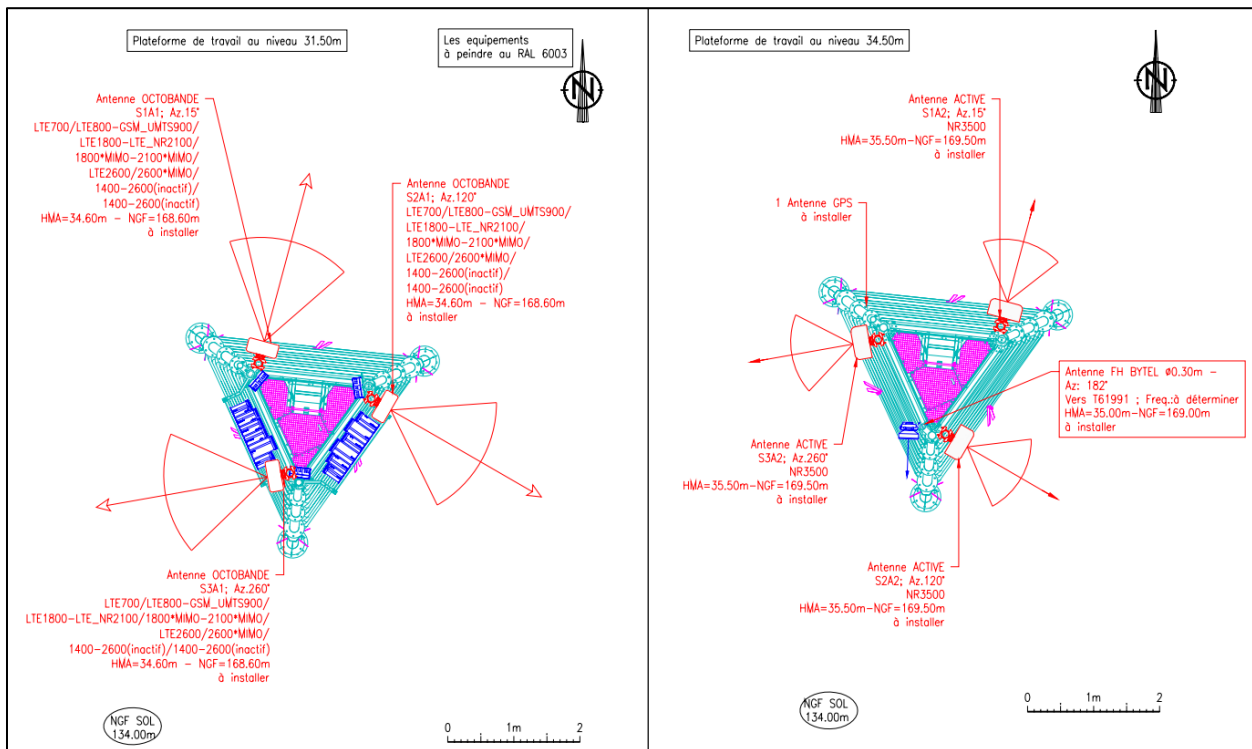 Plateforme de travail au niveau 31.50m
Les equipements
à peindre au RAL 6003
N
Antenne OCTOBANDE
S1A1; Az.15°
LTE700/LTE800-GSM_UMTS900/
LTE1800-LTE_NR2100/
1800*MIMO-2100*MIMO/
LTE2600/2600*MIMO/
1400-2600(inactif)/
1400-2600(inactif)
HMA=34.60m - NGF=168.60m
à installer
Antenne OCTOBANDE
S2A1; Az.120°
LTE700/LTE800-GSM_UMTS900/
LTE1800-LTE_NR2100/
1800*MIMO-2100*MIMO/
LTE2600/2600*MIMO/
1400-2600(inactif)/
1400-2600(inactif)
HMA=34.60m - NGF=168.60m
à installer
Antenne OCTOBANDE
S3A1; Az.260°
LTE700/LTE800-GSM_UMTS900/
LTE1800-LTE_NR2100/1800*MIMO-2100*MIMO/
LTE2600/2600*MIMO/
1400-2600(inactif)/1400-2600(inactif)
HMA=34.60m - NGF=168.60m
à installer
NGF SOL
134.00m
0 1m 2
Plateforme de travail au niveau 34.50m
N
Antenne ACTIVE
S1A2; Az.15°
NR3500
HMA=35.50m-NGF=169.50m
à installer
1 Antenne GPS
à installer
Antenne FH BYTEL ø0.30m -
Az: 182°
Vers T61991 ; Freq.:à déterminer
HMA=35.00m-NGF=169.00m
à installer
Antenne ACTIVE
S3A2; Az.260°
NR3500
HMA=35.50m-NGF=169.50m
à installer
Antenne ACTIVE
S2A2; Az.120°
NR3500
HMA=35.50m-NGF=169.50m
à installer
NGF SOL
134.00m
0 1m 2